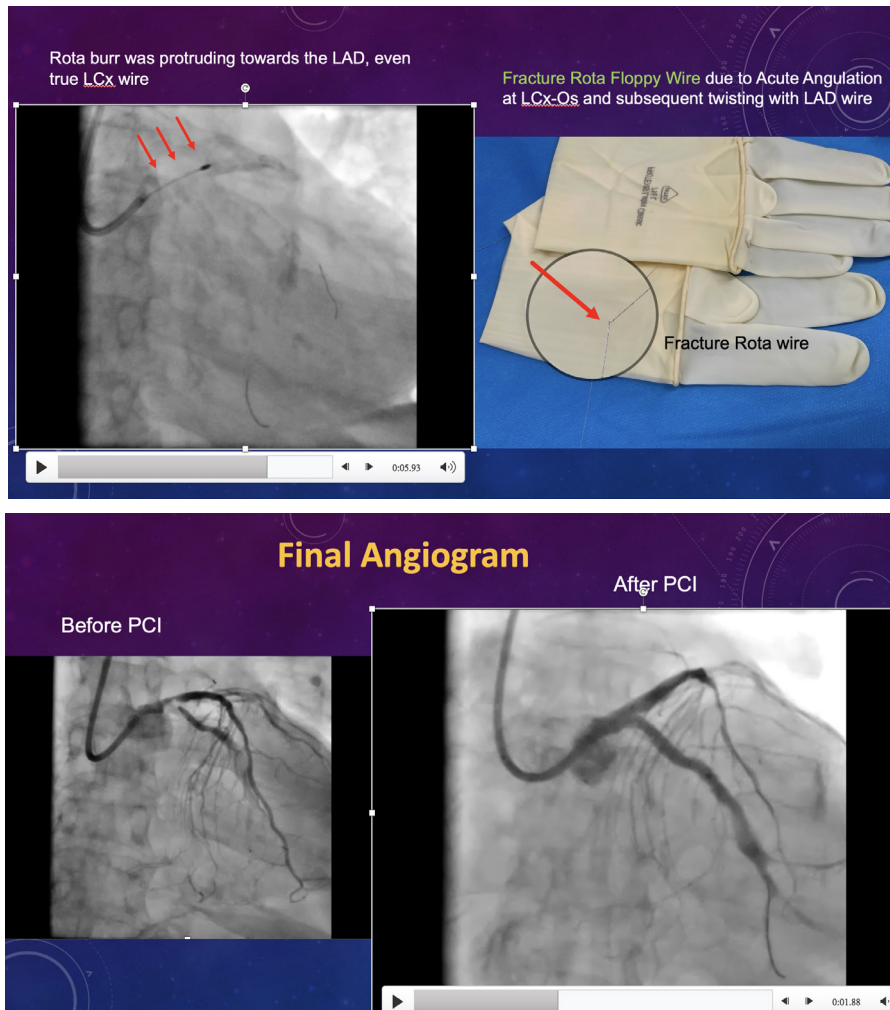 Rota burr was protruding towards the LAD, even
true LCx wire
Fracture Rota Floppy Wire due to Acute Angulation
at LCx-Os and subsequent twisting with LAD wire
Fracture Rota wire
0:05.93
Final Angiogram
Before PCI
After PCI
0:01.88